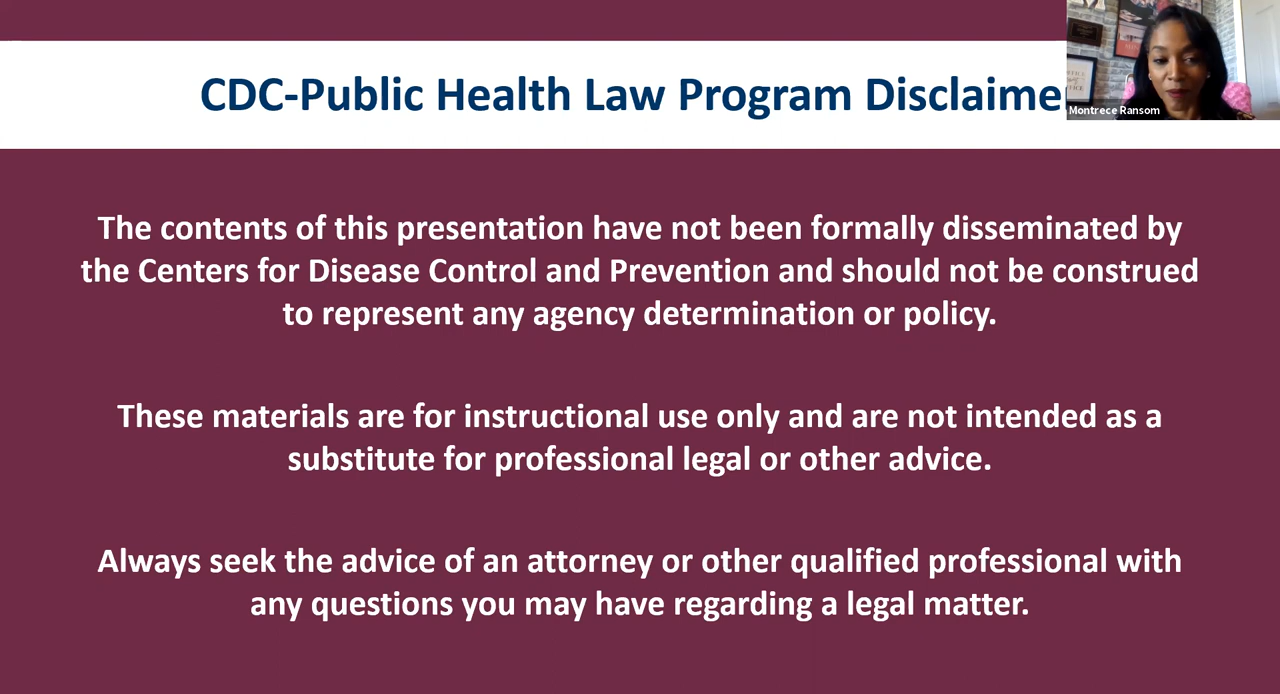 CDC-Public Health Law Program Disclaime
Montrece Ransom
The contents of this presentation have not been formally disseminated by
the Centers for Disease Control and Prevention and should not be construed
to represent any agency determination or policy.
These materials are for instructional use only and are not intended as a
substitute for professional legal or other advice.
Always seek the advice of an attorney or other qualified professional with
any questions you may have regarding a legal matter.